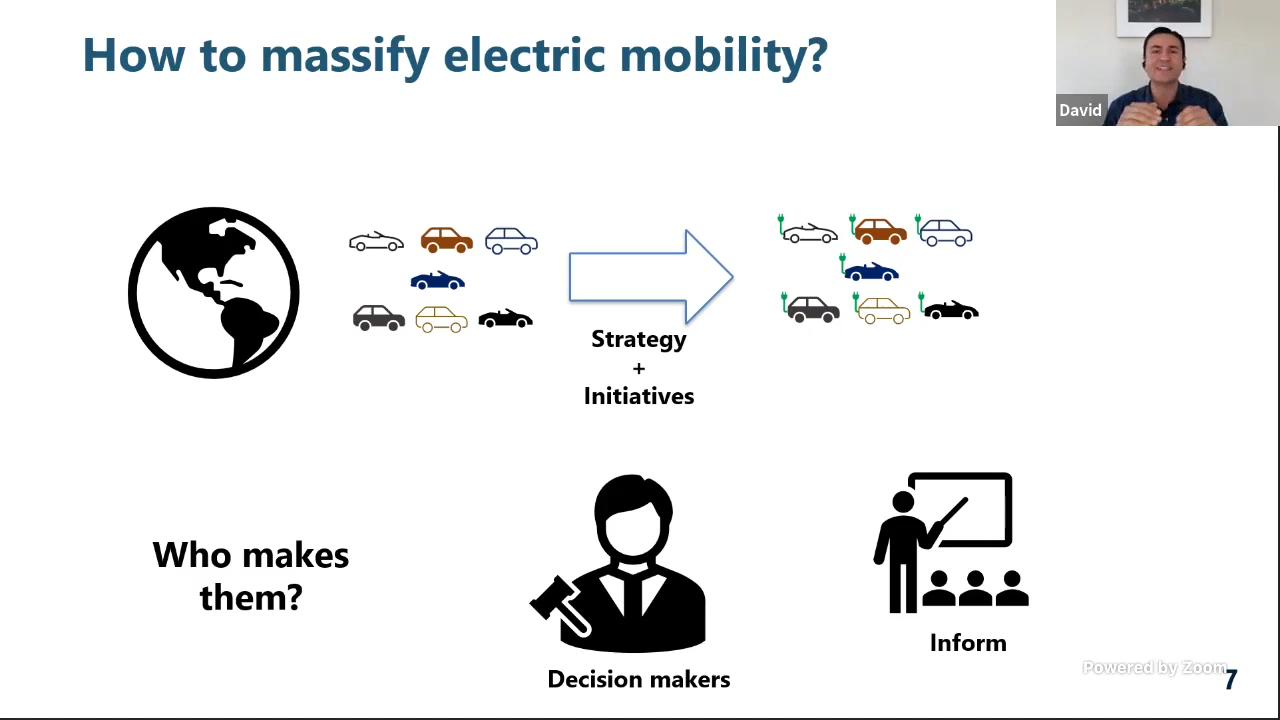 How to massify electric mobility?
David
Strategy
+
Initiatives
Who makes
them?
Decision makers
Inform
Powered by Zoom
7